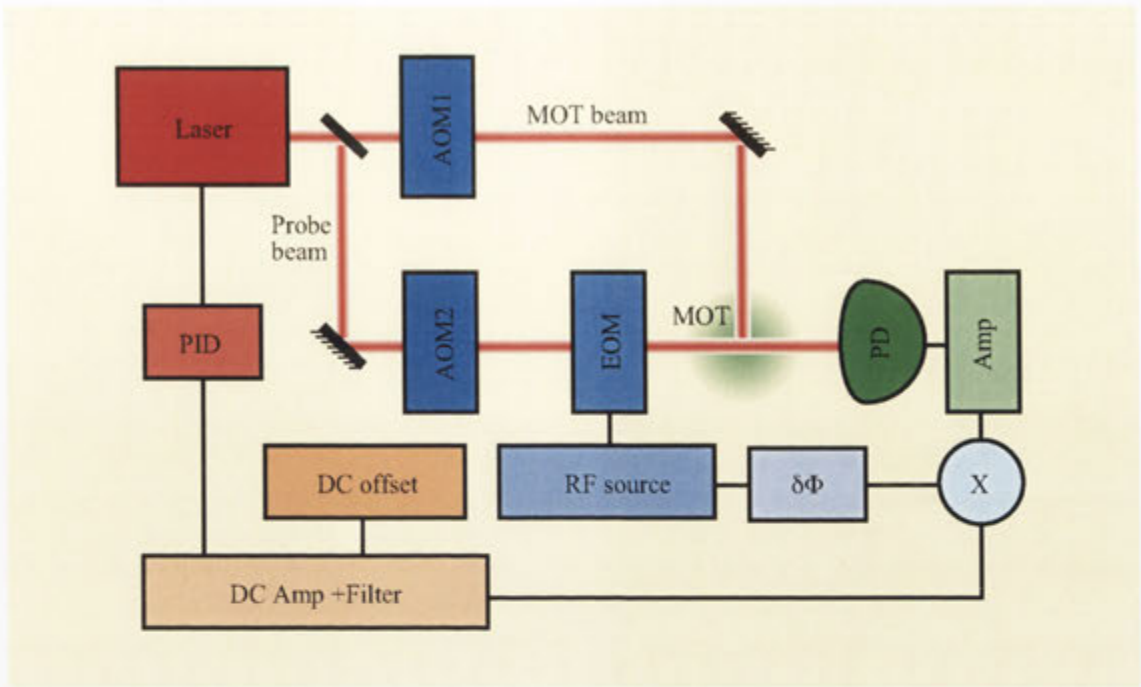 Laser
AOM1
MOT beam
Probe
beam
PID
AOM2
EOM
MOT
PD
Amp
DC offset
RF source
δΦ
X
DC Amp +Filter